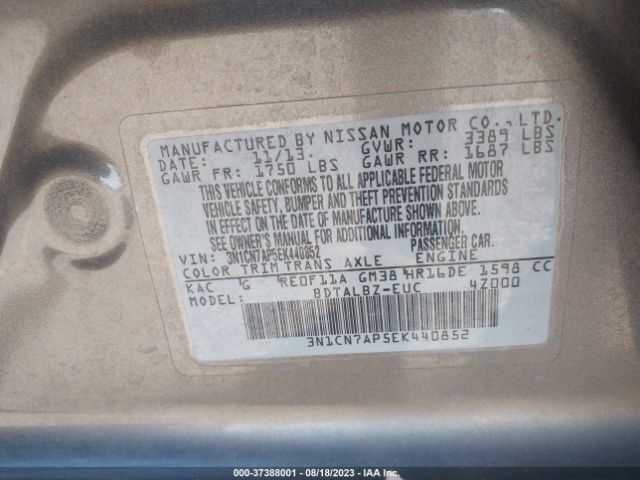 MANUFACTURED BY NISSAN MOTOR CO., LTD.
DATE: 11/13. GVWR: 3389 LBS
GAWR FR: 1750 LBS GAWR RR: 1687 LBS
THIS VEHICLE CONFORMS TO ALL APPLICABLE FEDERAL MOTOR
VEHICLE SAFETY, BUMPER AND THEFT PREVENTION STANDARDS
IN EFFECT ON THE DATE OF MANUFACTURE SHOWN ABOVE.
SEE OWNER'S MANUAL FOR ADDITIONAL INFORMATION.
VIN: 3N1CN7AP5EK440852 PASSENGER CAR.
COLOR TRIM TRANS AXLE ENGINE
KAC G RE0F11A GM38 HR16DE 1598 CC
MODEL: BDTALBZ-EUC 4Z000
3N1CN7AP5EK440852
000-37388001 - 08/18/2023 - IAA Inc.